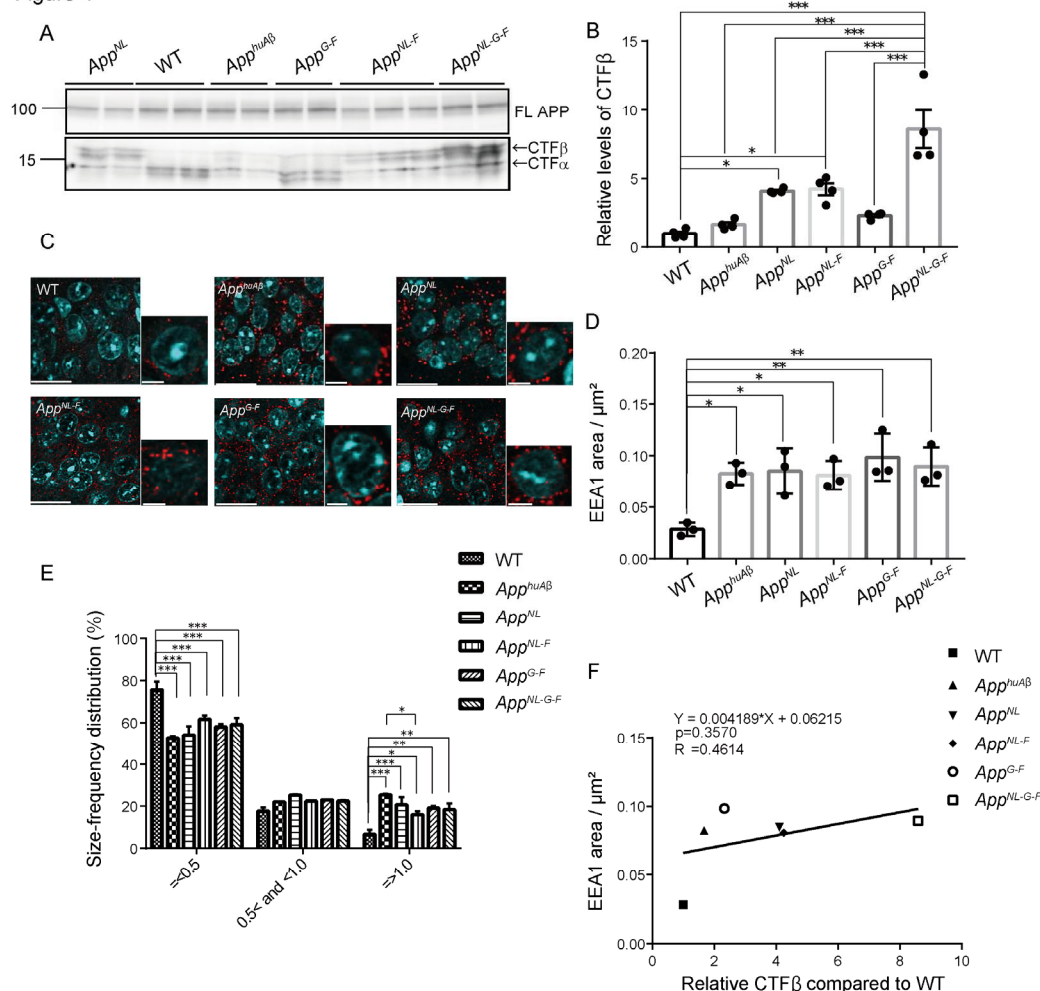 A
App^NL WT App^huAβ App^G-F App^NL-F App^NL-G-F
100
FL APP
15
←CTFβ
←CTFα
B
***
***
***
***
***
*
*
Relative levels of CTFβ
15
10
5
0
WT App^huAβ App^NL App^NL-F App^G-F App^NL-G-F
C
WT
App^huAβ
App^NL
App^NL-F
App^G-F
App^NL-G-F
D
**
**
*
*
*
EEA1 area / µm²
0.20
0.15
0.10
0.05
0.00
WT App^huAβ App^NL App^NL-F App^G-F App^NL-G-F
E
WT
App^huAβ
App^NL
App^NL-F
App^G-F
App^NL-G-F
Size-frequency distribution (%)
100
80
60
40
20
0
***
***
***
***
***
*
**
**
*
***
***
=<0.5
0.5< and <1.0
=>1.0
F
WT
App^huAβ
App^NL
App^NL-F
App^G-F
App^NL-G-F
Y = 0.004189*X + 0.06215
p=0.3570
R =0.4614
EEA1 area / µm²
0.15
0.10
0.05
0.00
0 2 4 6 8 10
Relative CTFβ compared to WT